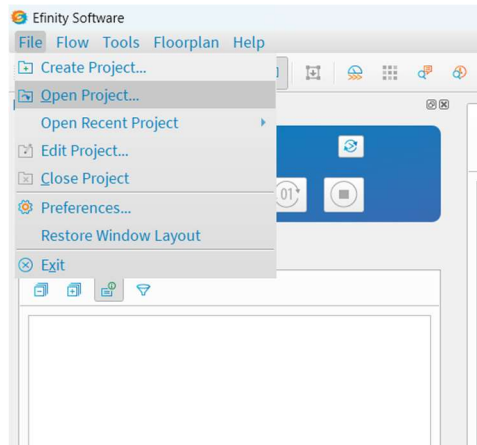 Efinity Software
File Flow Tools Floorplan Help
Create Project...
Open Project...
Open Recent Project
Edit Project...
Close Project
01
Preferences...
Restore Window Layout
Exit